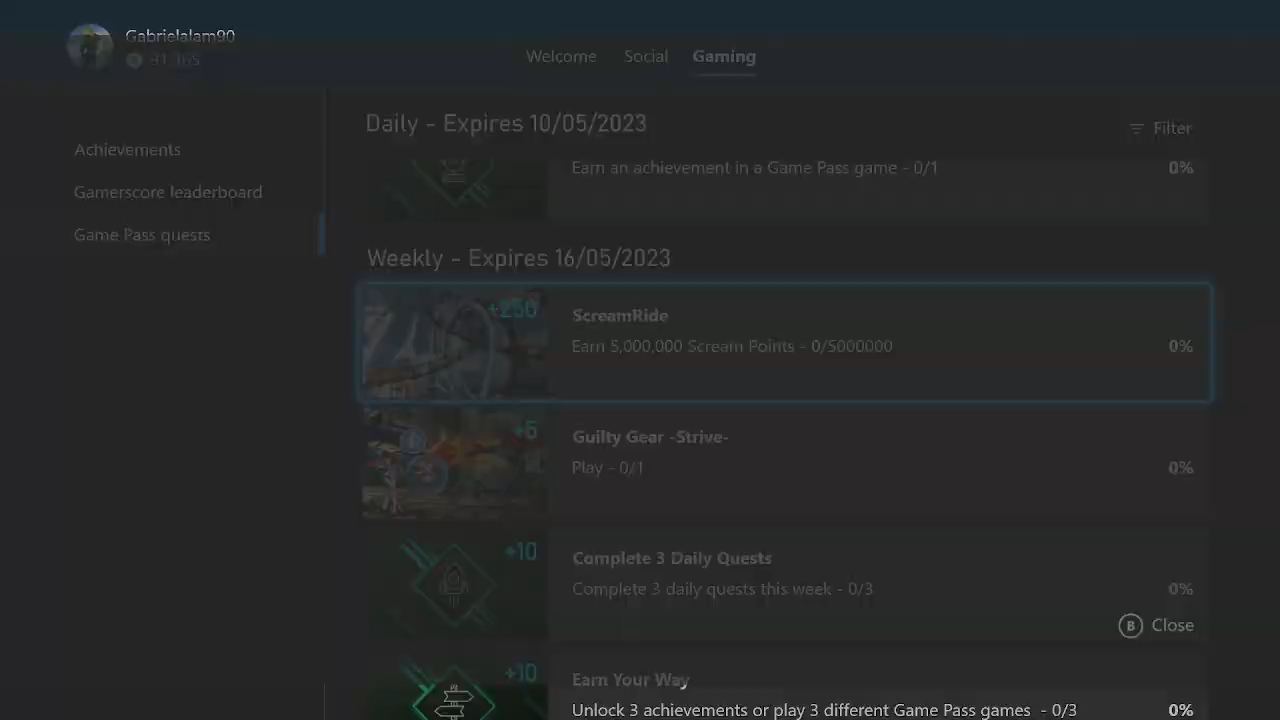 Gabrielalam90
Welcome Social Gaming
Daily - Expires 10/05/2023
Filter
Achievements
Earn an achievement in a Game Pass game - 0/1
0%
Gamerscore leaderboard
Game Pass quests
Weekly - Expires 16/05/2023
+250
ScreamRide
Earn 5,000,000 Scream Points - 0/5000000
0%
+5
Guilty Gear -Strive-
Play - 0/1
0%
+10
Complete 3 Daily Quests
Complete 3 daily quests this week - 0/3
0%
B Close
+10
Earn Your Way
Unlock 3 achievements or play 3 different Game Pass games - 0/3
0%